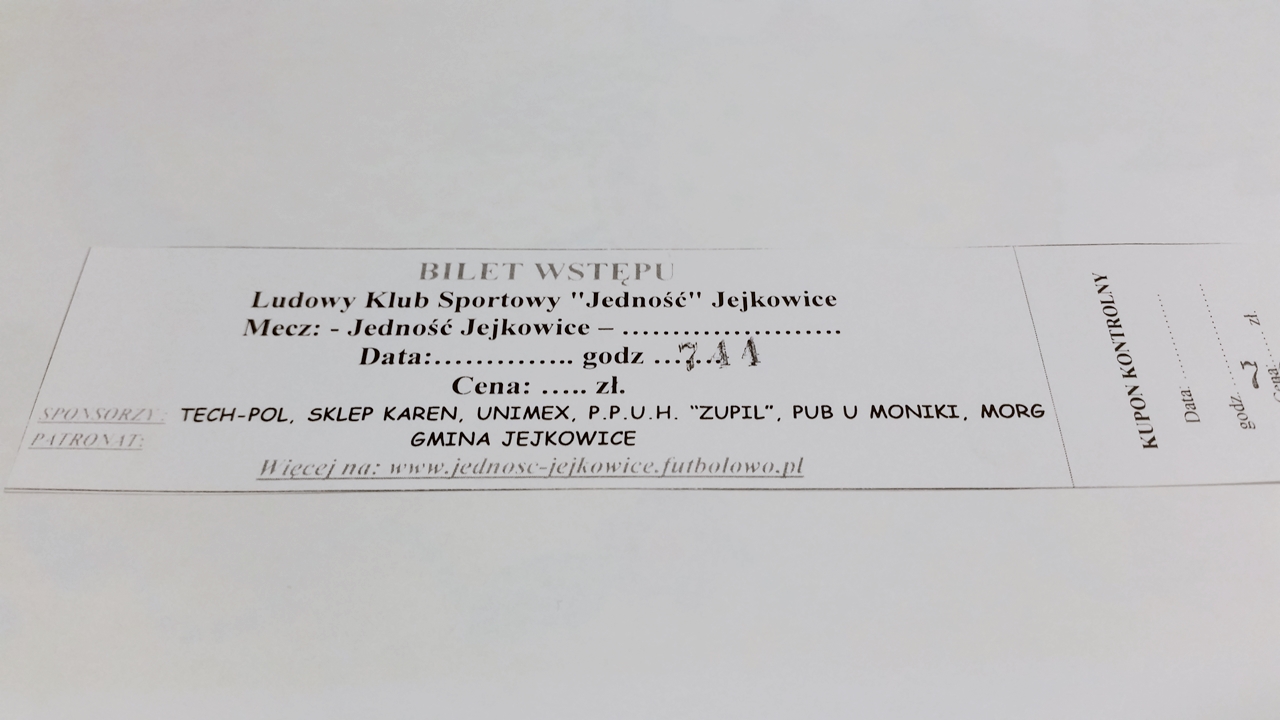 BILET WSTĘPU
Ludowy Klub Sportowy "Jedność" Jejkowice
Mecz: - Jedność Jejkowice – ......................
Data:.............. godz .......
711
Cena: ..... zł.
SPONSORZY: TECH-POL, SKLEP KAREN, UNIMEX, P.P.U.H. "ZUPIL", PUB U MONIKI, MORG
PATRONAT: GMINA JEJKOWICE
Więcej na: www.jednosc-jejkowice.futbolowo.pl
KUPON KONTROLNY
Data: ....................
godz
Cena: ........ zł.